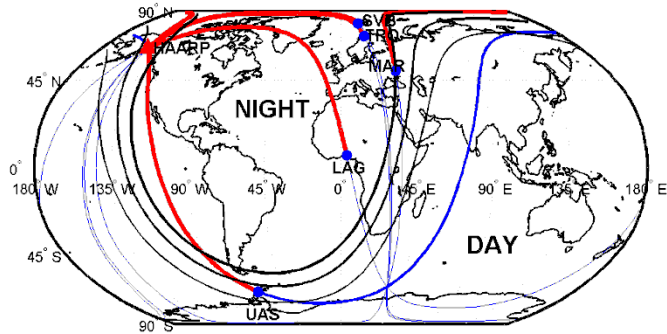 90° N
SVB
TRO
HAARP
MAR
45° N
NIGHT
LAG
0°
180° W 135° W 90° W 45° W 0° 45° E 90° E 135° E 180° E
DAY
45° S
UAS
90° S